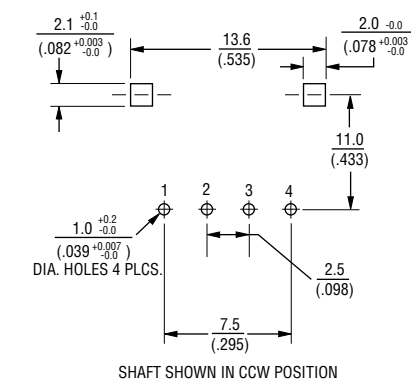 2.1 +0.1 -0.0
(.082 +0.003 -0.0 )
13.6
(.535)
2.0 -0.0
(.078 +0.003 -0.0 )
11.0
(.433)
1 2 3 4
1.0 +0.2 -0.0
(.039 +0.007 -0.0 )
DIA. HOLES 4 PLCS.
2.5
(.098)
7.5
(.295)
SHAFT SHOWN IN CCW POSITION